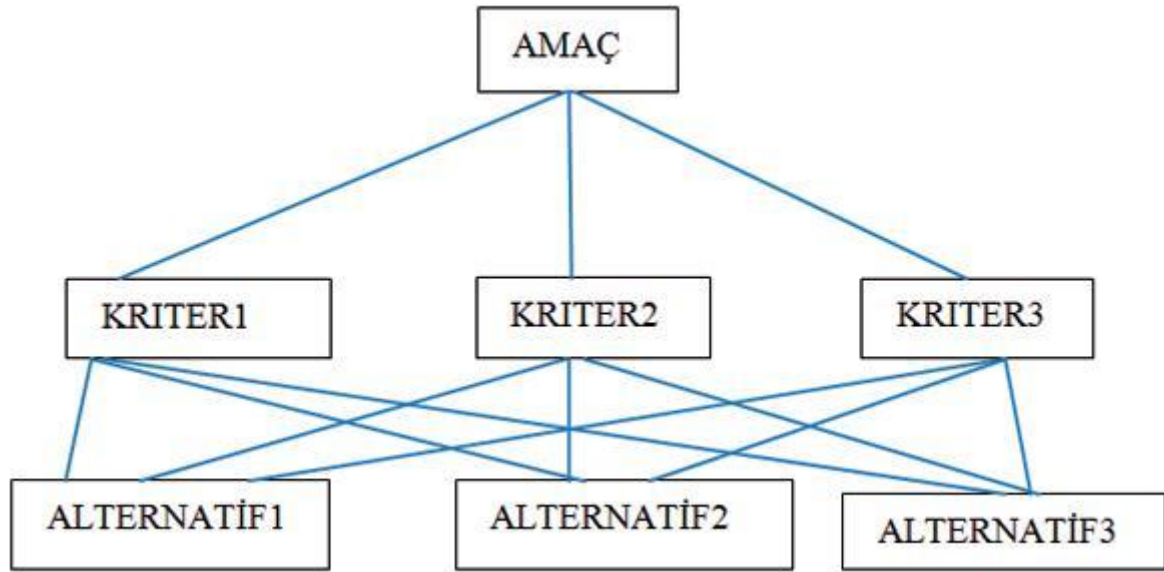 AMAÇ
KRITER1
KRITER2
KRITER3
ALTERNATİF1
ALTERNATİF2
ALTERNATİF3